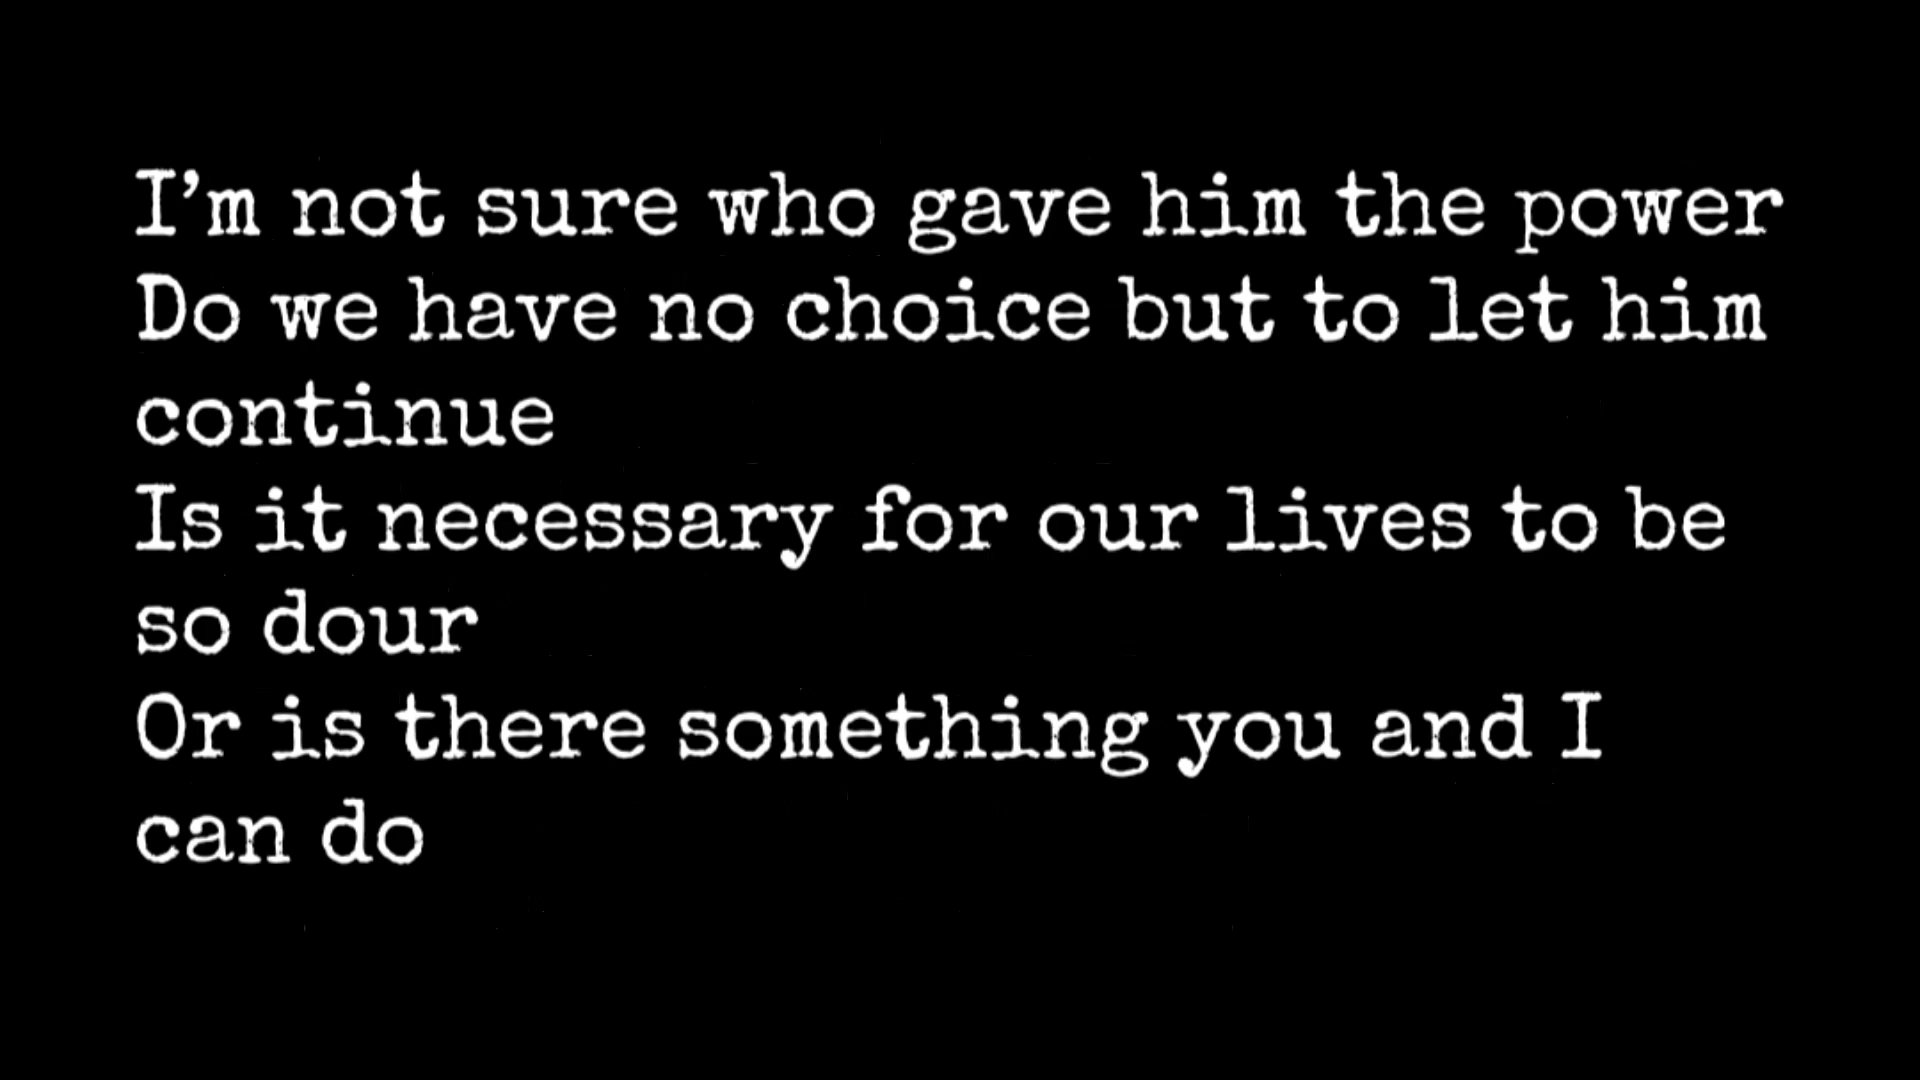 I’m not sure who gave him the power
Do we have no choice but to let him
continue
Is it necessary for our lives to be
so dour
Or is there something you and I
can do